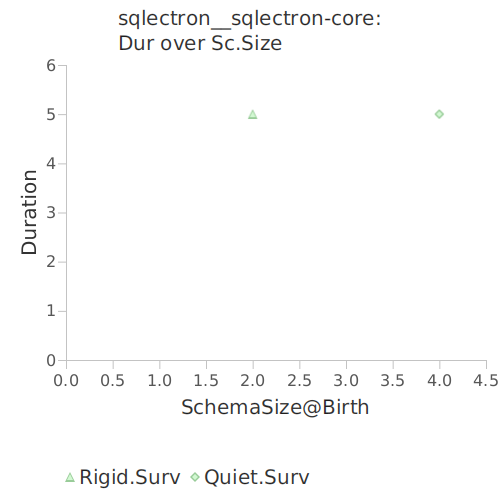 sqlectron__sqlectron-core:
Dur over Sc.Size
6
5
4
3
2
1
0
Duration
0.0 0.5 1.0 1.5 2.0 2.5 3.0 3.5 4.0 4.5
SchemaSize@Birth
Rigid.Surv Quiet.Surv